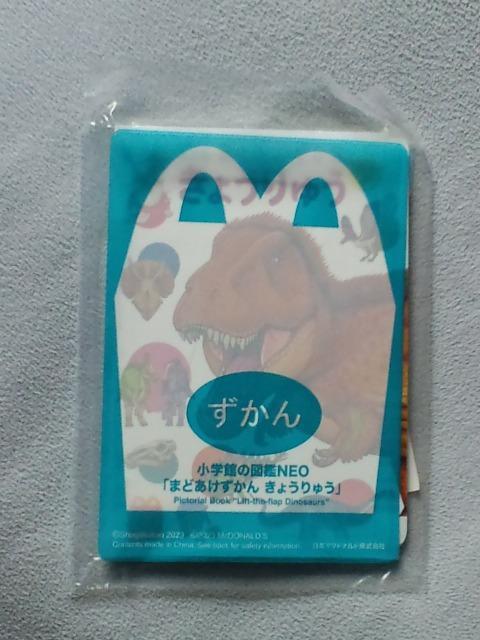 きょうりゅう
ずかん
小学館の図鑑NEO
「まどあけずかん きょうりゅう」
Pictorial Book "Lift-the-flap Dinosaurs"
©Shogakukan 2023 ©2023 McDONALD'S
Contents made in China. See back for safety information. 日本マクドナルド株式会社